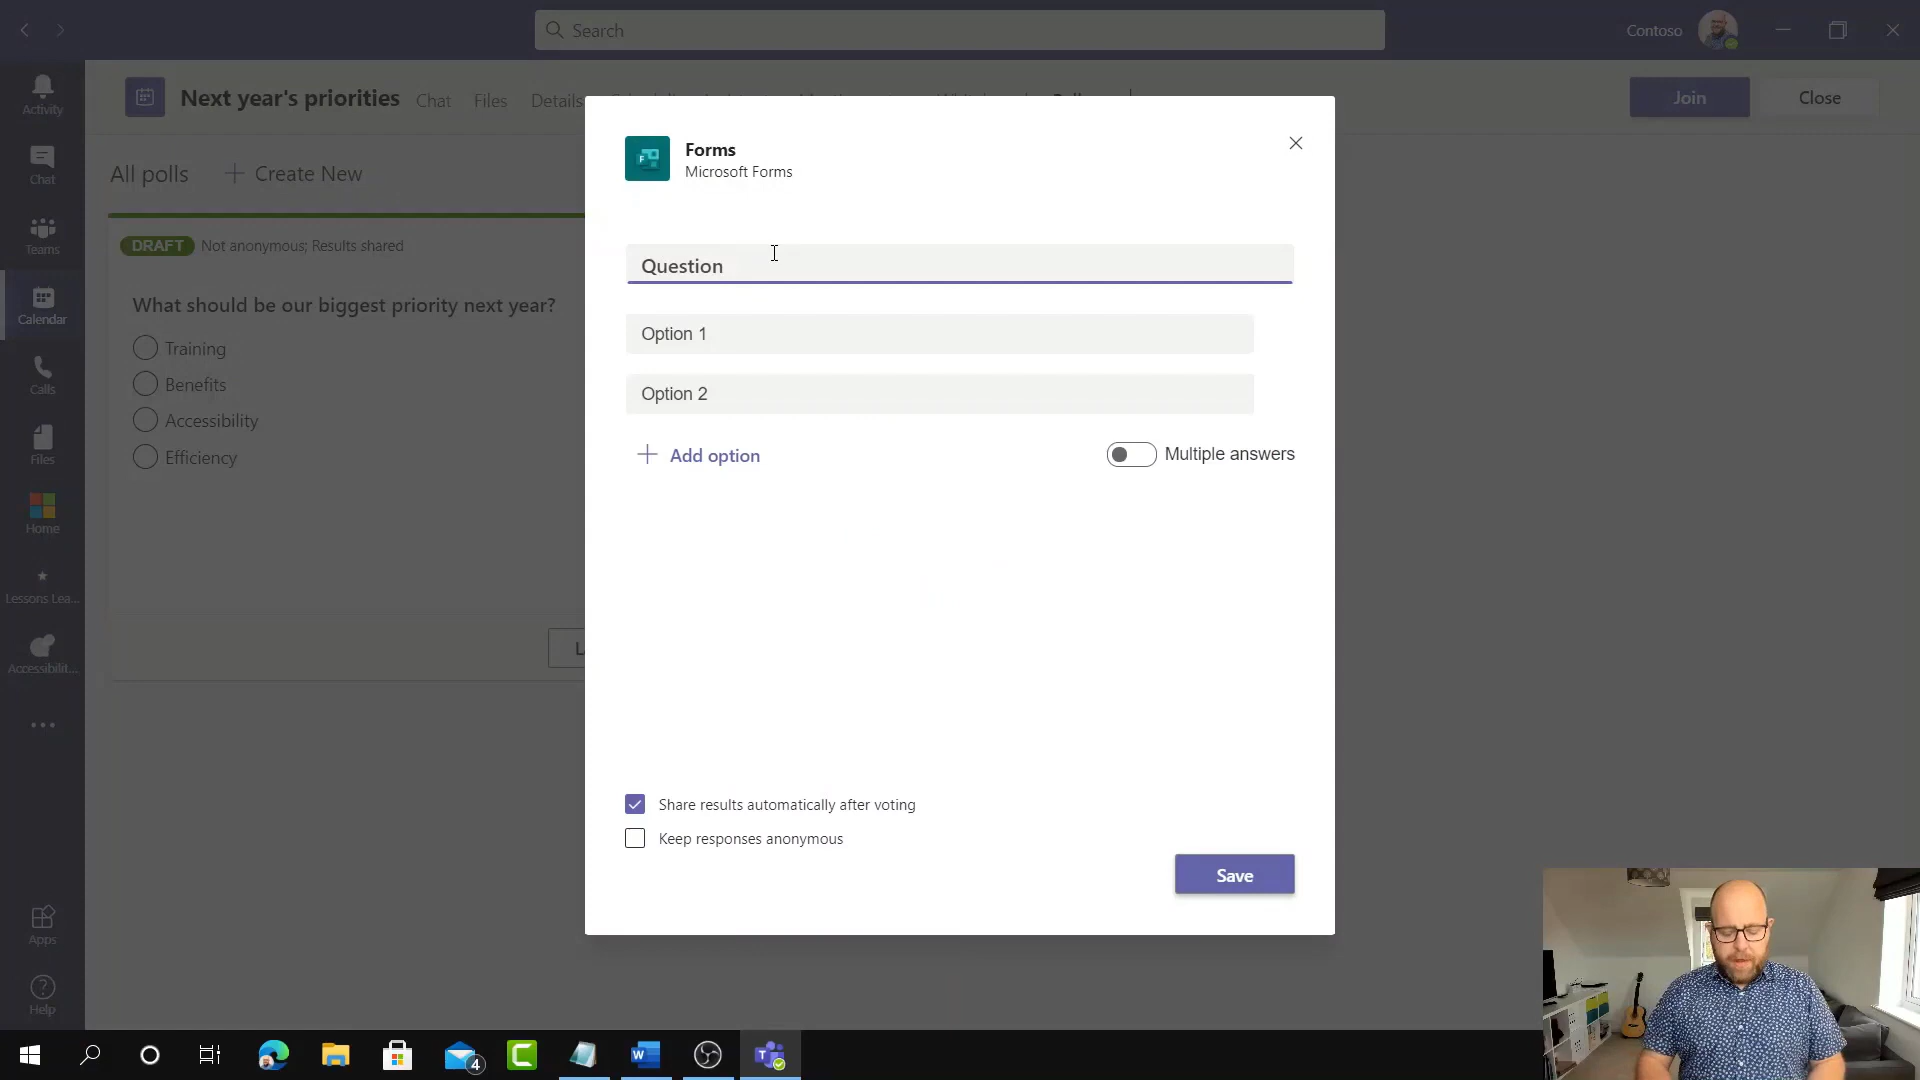 Search
Contoso
Activity
Chat
Teams
Calendar
Calls
Files
Home
Lessons Lea...
Accessibilit...
Apps
Help
Next year's priorities
Chat
Files
Details
Join
Close
All polls
Create New
DRAFT
Not anonymous; Results shared
What should be our biggest priority next year?
Training
Benefits
Accessibility
Efficiency
Forms
Microsoft Forms
Question
Option 1
Option 2
Add option
Multiple answers
Share results automatically after voting
Keep responses anonymous
Save
4